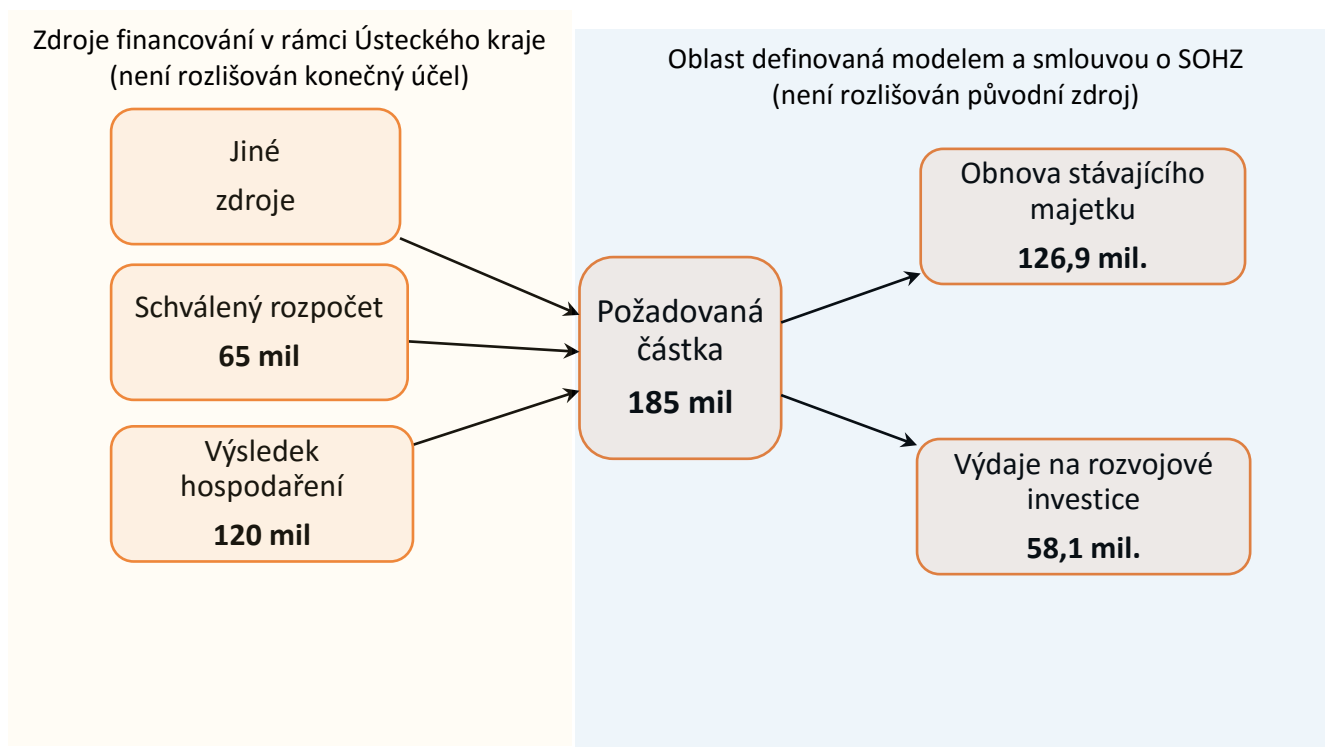 Zdroje financování v rámci Ústeckého kraje
(není rozlišován konečný účel)
Jiné
zdroje
Schválený rozpočet
65 mil
Výsledek
hospodaření
120 mil
Oblast definovaná modelem a smlouvou o SOHZ
(není rozlišován původní zdroj)
Požadovaná
částka
185 mil
Obnova stávajícího
majetku
126,9 mil.
Výdaje na rozvojové
investice
58,1 mil.